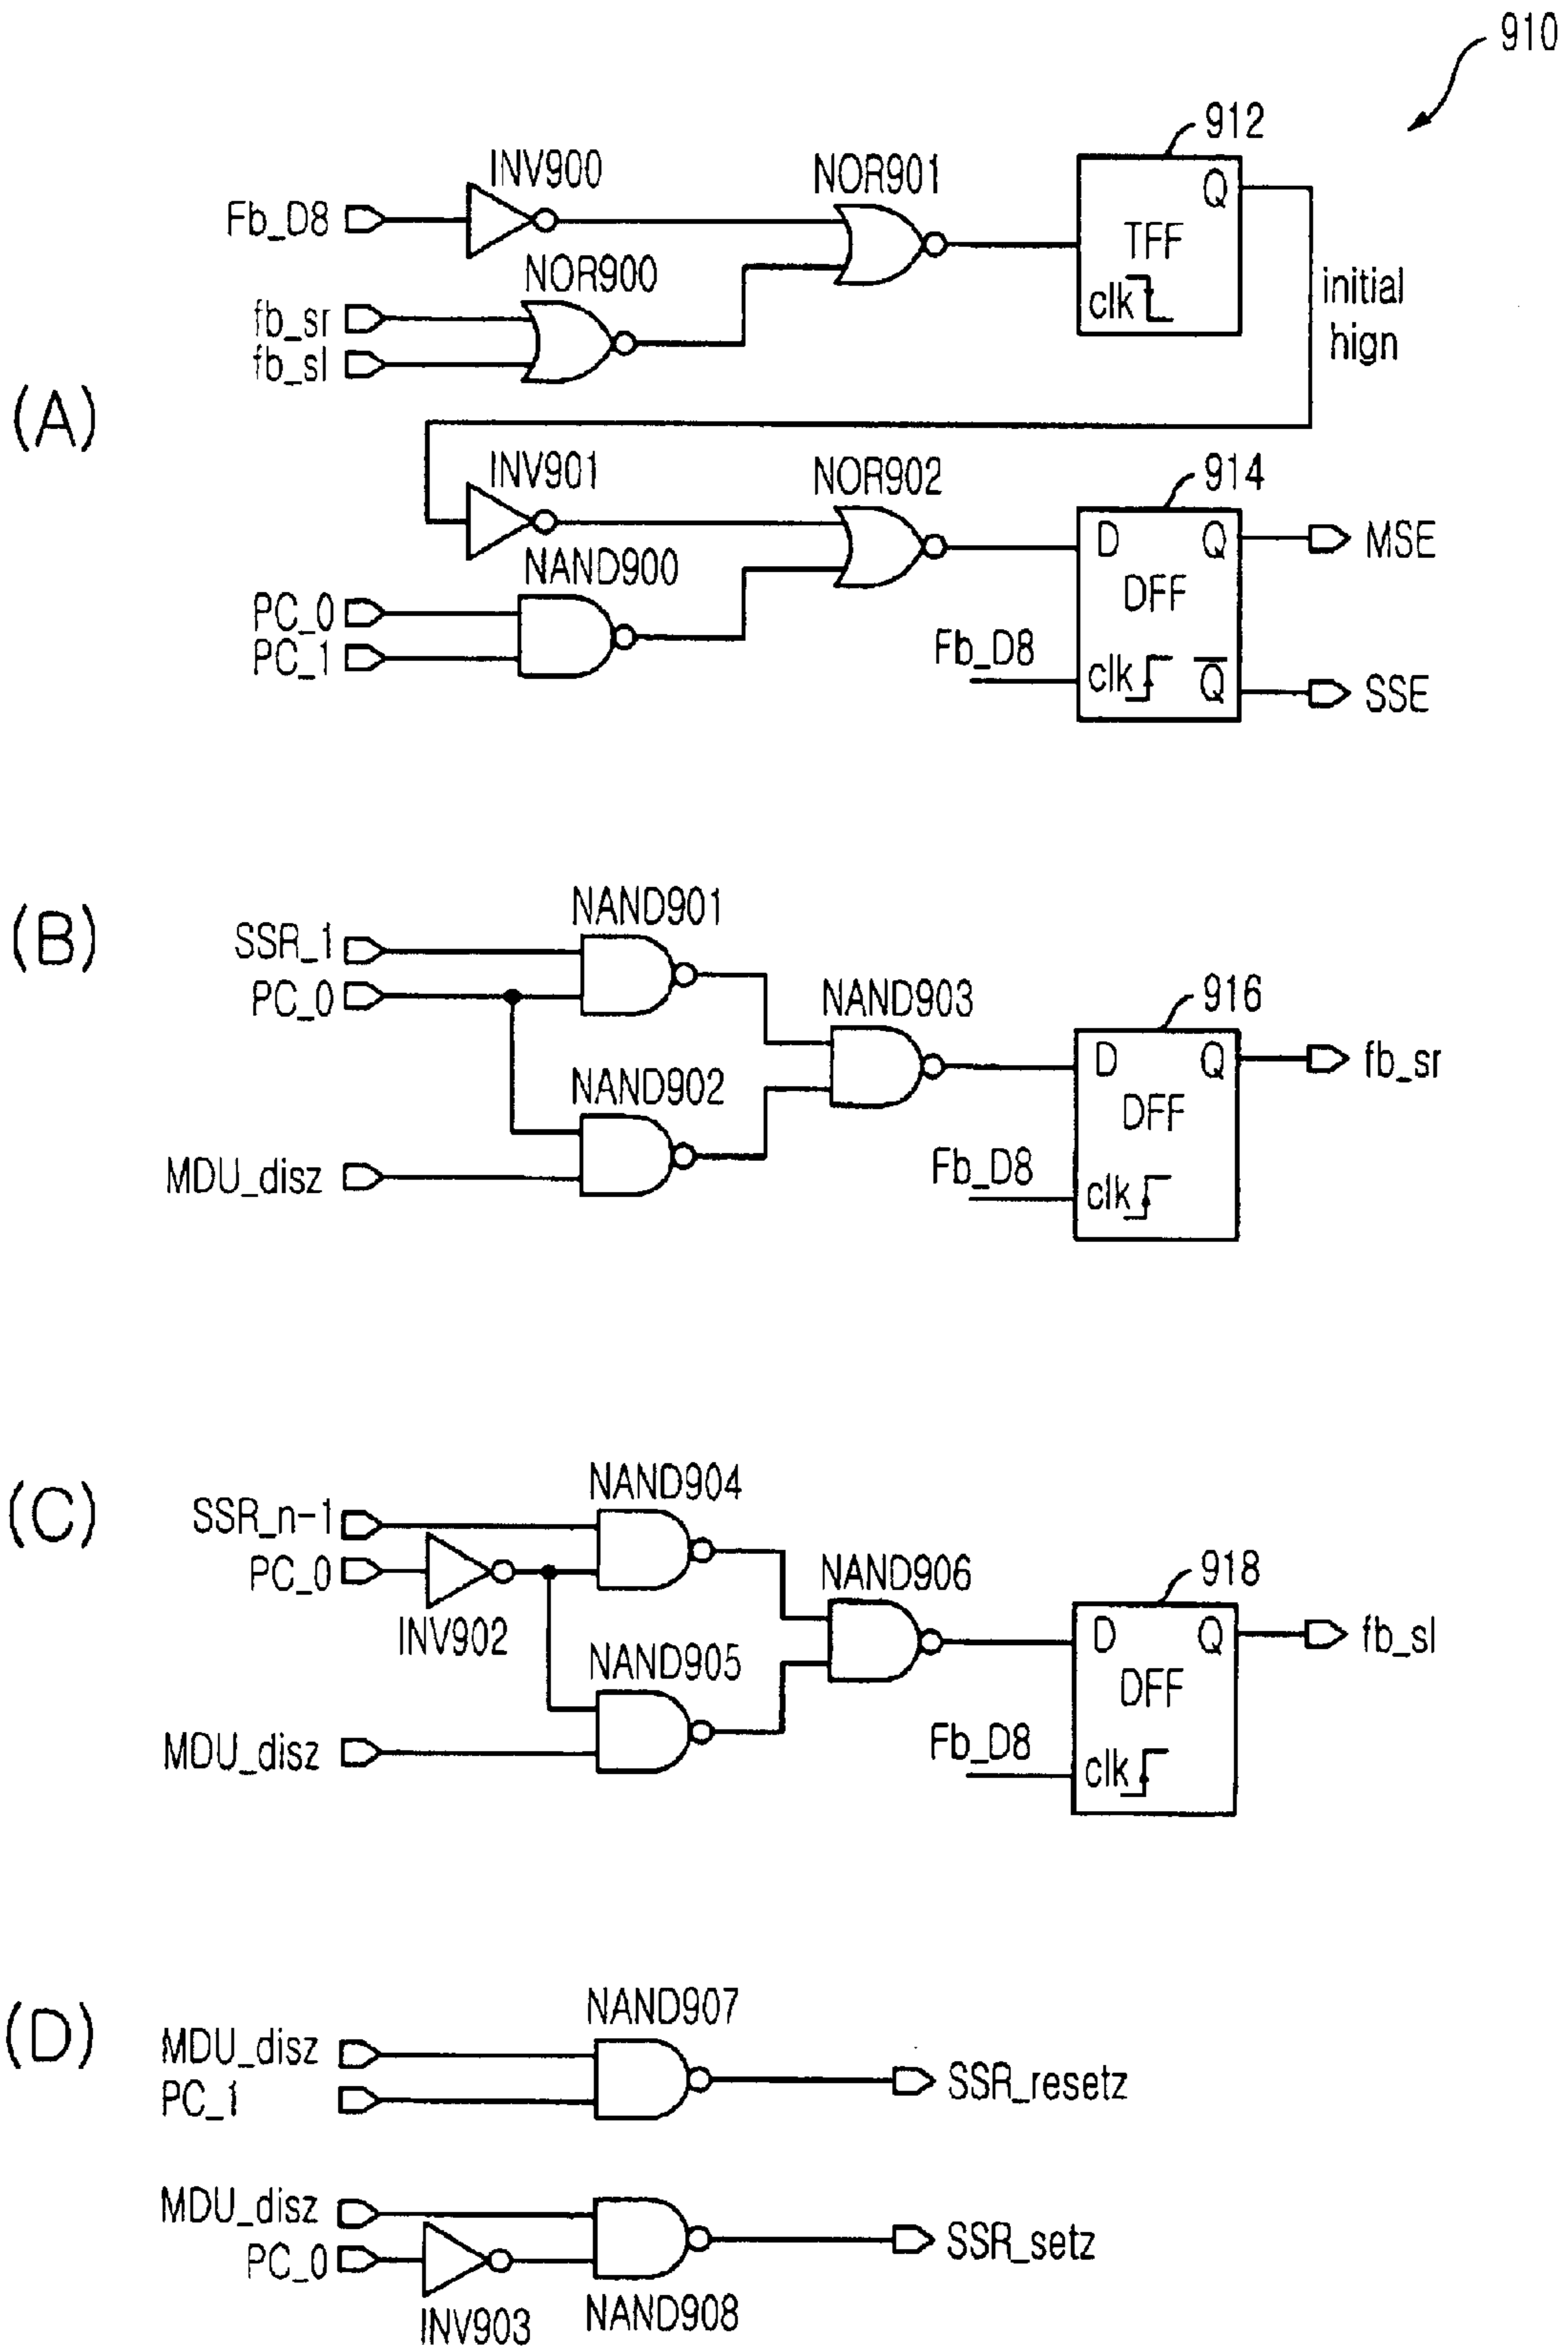 910
912
INV900
NOR901
Q
Fb_D8
TFF
NOR900
clk
initial
hign
fb_sr
fb_sl
(A)
INV901
NOR902
914
D
Q
MSE
NAND900
DFF
PC_0
PC_1
Fb_D8
clk
Q
SSE
(B)
NAND901
SSR_1
PC_0
NAND903
916
D
Q
fb_sr
NAND902
DFF
MDU_disz
Fb_D8
clk
(C)
NAND904
SSR_n-1
PC_0
NAND906
918
INV902
D
Q
fb_sl
NAND905
DFF
MDU_disz
Fb_D8
clk
(D)
NAND907
MDU_disz
PC_1
SSR_resetz
MDU_disz
PC_0
SSR_setz
INV903
NAND908